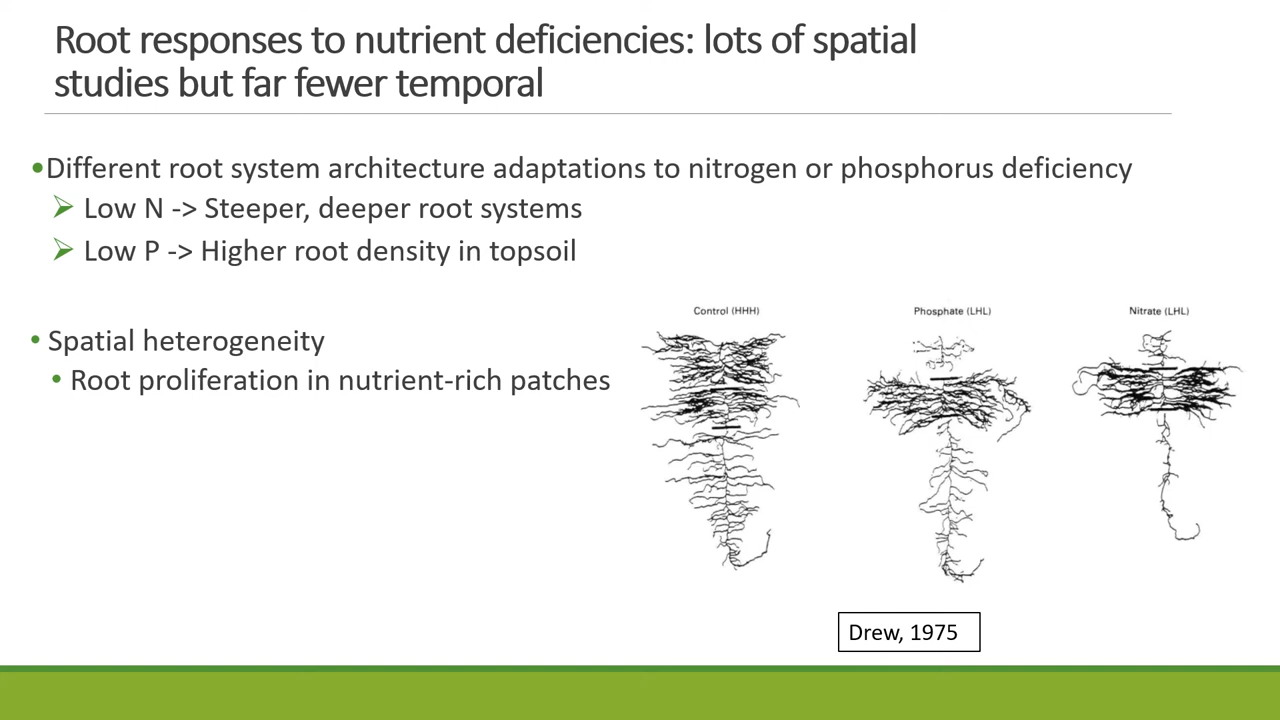 Root responses to nutrient deficiencies: lots of spatial
studies but far fewer temporal
•Different root system architecture adaptations to nitrogen or phosphorus deficiency
➢ Low N -> Steeper, deeper root systems
➢ Low P -> Higher root density in topsoil
• Spatial heterogeneity
• Root proliferation in nutrient-rich patches
Control (HHH)
Phosphate (LHL)
Nitrate (LHL)
Drew, 1975